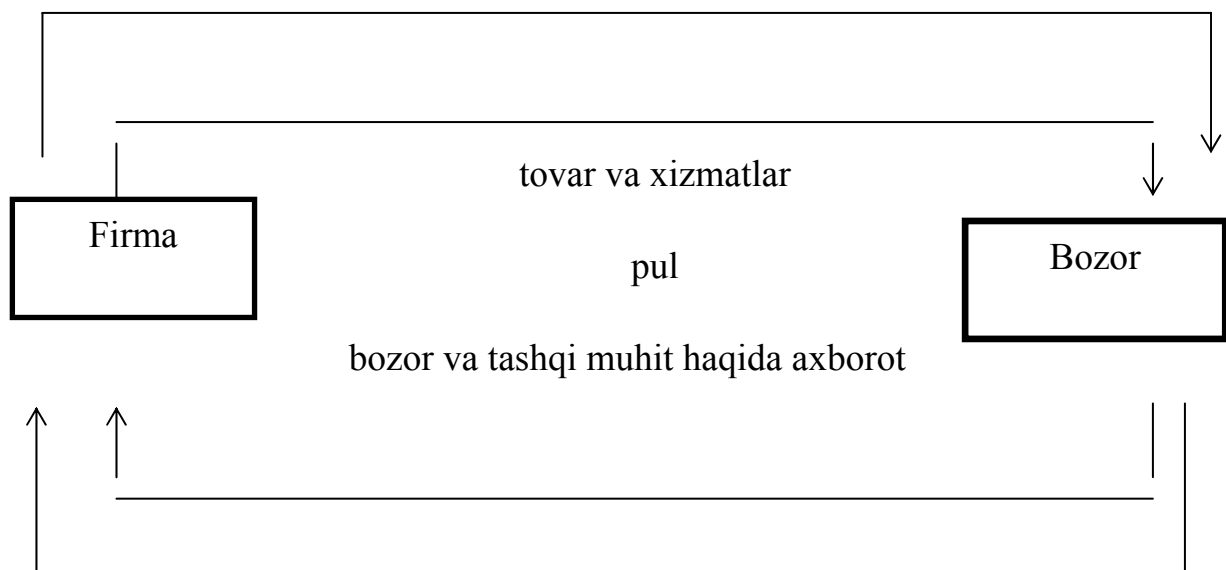 tovar va xizmatlar
Firma
pul
Bozor
bozor va tashqi muhit haqida axborot